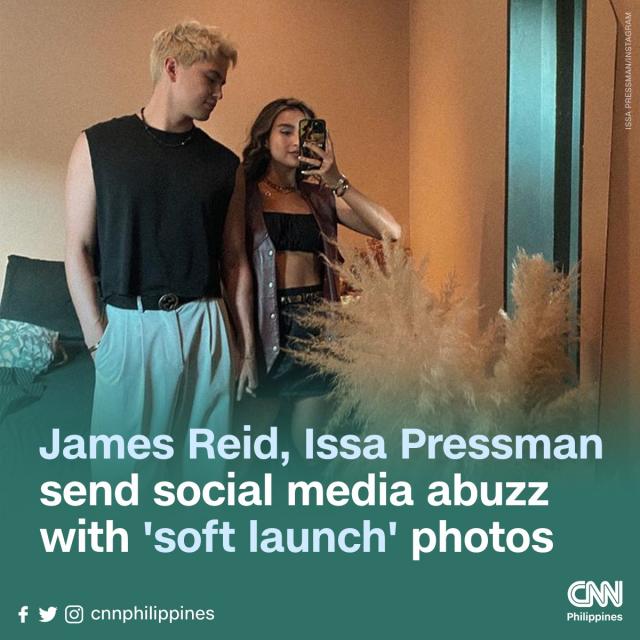 ISSA PRESSMAN/INSTAGRAM
James Reid, Issa Pressman
send social media abuzz
with 'soft launch' photos
cnnphilippines
CNN
Philippines